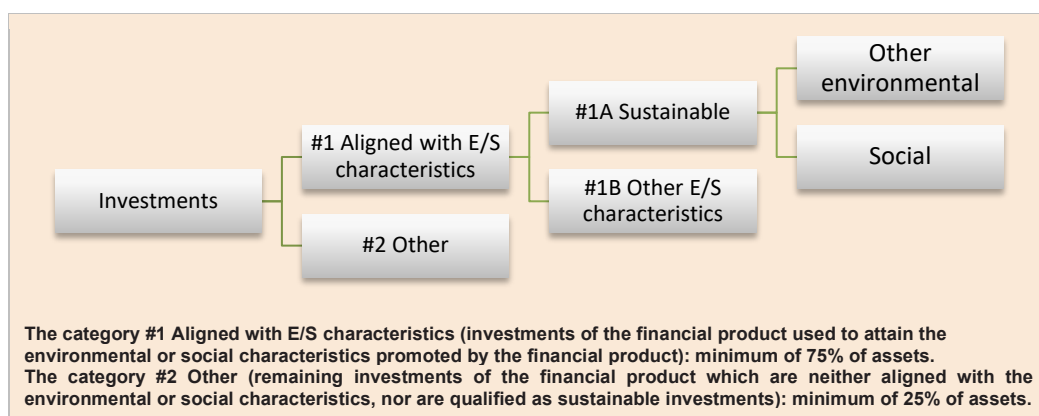 Other
environmental
#1A Sustainable
#1 Aligned with E/S
characteristics
Social
Investments
#1B Other E/S
characteristics
#2 Other
The category #1 Aligned with E/S characteristics (investments of the financial product used to attain the
environmental or social characteristics promoted by the financial product): minimum of 75% of assets.
The category #2 Other (remaining investments of the financial product which are neither aligned with the
environmental or social characteristics, nor are qualified as sustainable investments): minimum of 25% of assets.